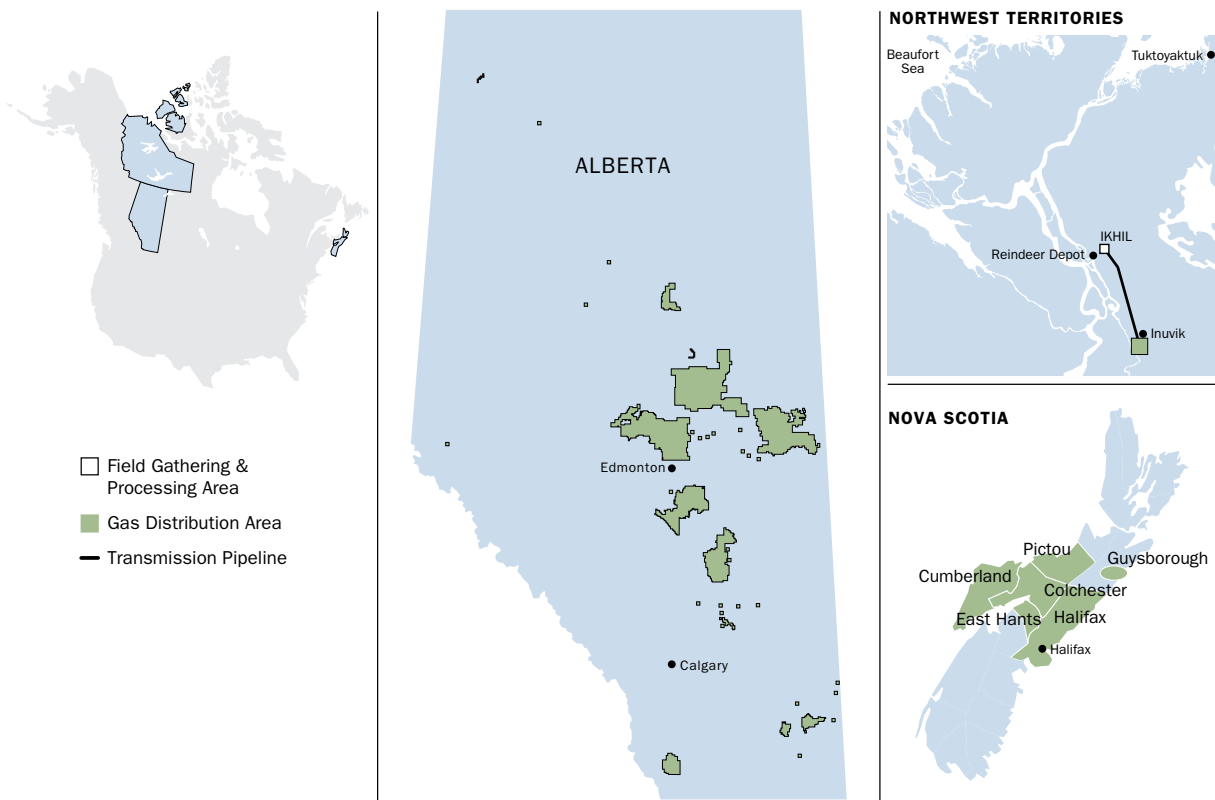 Field Gathering &
Processing Area
Gas Distribution Area
Transmission Pipeline
ALBERTA
Edmonton
Calgary
NORTHWEST TERRITORIES
Beaufort
Sea
Tuktoyaktuk
IKHIL
Reindeer Depot
Inuvik
NOVA SCOTIA
Pictou
Guysborough
Cumberland
Colchester
East Hants
Halifax
Halifax